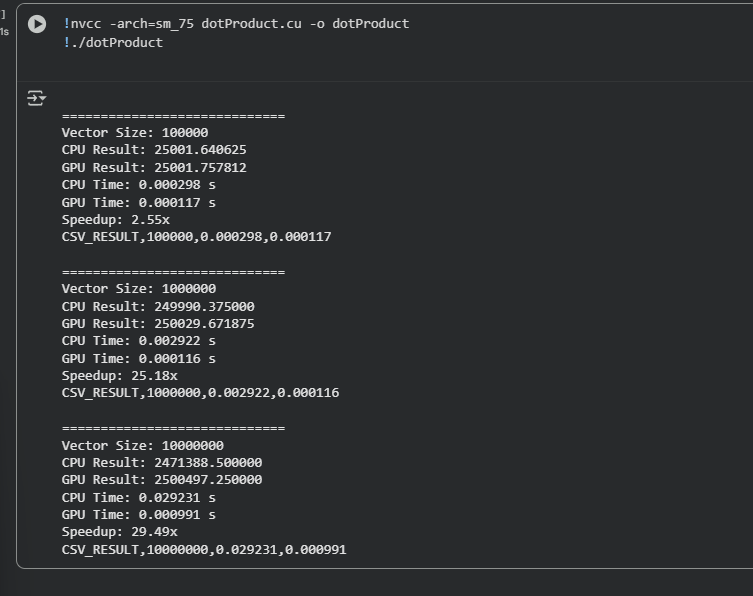 ]
1s
!nvcc -arch=sm_75 dotProduct.cu -o dotProduct
!./dotProduct
=============================
Vector Size: 100000
CPU Result: 25001.640625
GPU Result: 25001.757812
CPU Time: 0.000298 s
GPU Time: 0.000117 s
Speedup: 2.55x
CSV_RESULT,100000,0.000298,0.000117
=============================
Vector Size: 1000000
CPU Result: 249990.375000
GPU Result: 250029.671875
CPU Time: 0.002922 s
GPU Time: 0.000116 s
Speedup: 25.18x
CSV_RESULT,1000000,0.002922,0.000116
=============================
Vector Size: 10000000
CPU Result: 2471388.500000
GPU Result: 2500497.250000
CPU Time: 0.029231 s
GPU Time: 0.000991 s
Speedup: 29.49x
CSV_RESULT,10000000,0.029231,0.000991